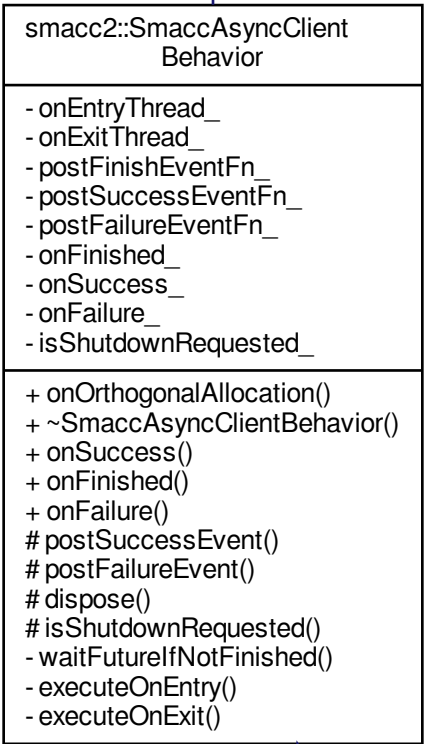 smacc2::SmaccAsyncClient
Behavior
- onEntryThread_
- onExitThread_
- postFinishEventFn_
- postSuccessEventFn_
- postFailureEventFn_
- onFinished_
- onSuccess_
- onFailure_
- isShutdownRequested_
+ onOrthogonalAllocation()
+ ~SmaccAsyncClientBehavior()
+ onSuccess()
+ onFinished()
+ onFailure()
# postSuccessEvent()
# postFailureEvent()
# dispose()
# isShutdownRequested()
- waitFutureIfNotFinished()
- executeOnEntry()
- executeOnExit()